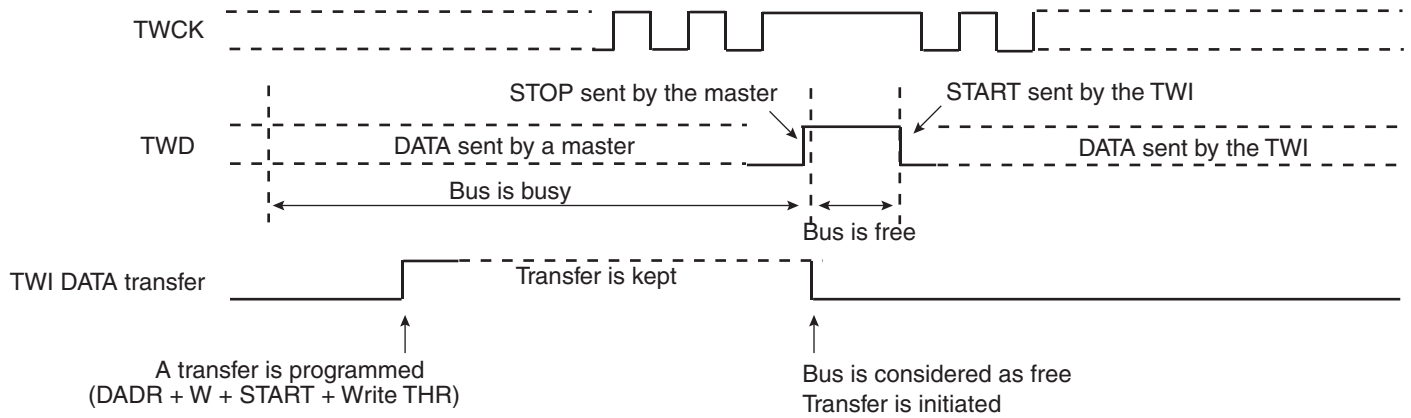 TWCK
STOP sent by the master
START sent by the TWI
TWD
DATA sent by a master
DATA sent by the TWI
Bus is busy
Bus is free
TWI DATA transfer
Transfer is kept
A transfer is programmed
(DADR + W + START + Write THR)
Bus is considered as free
Transfer is initiated